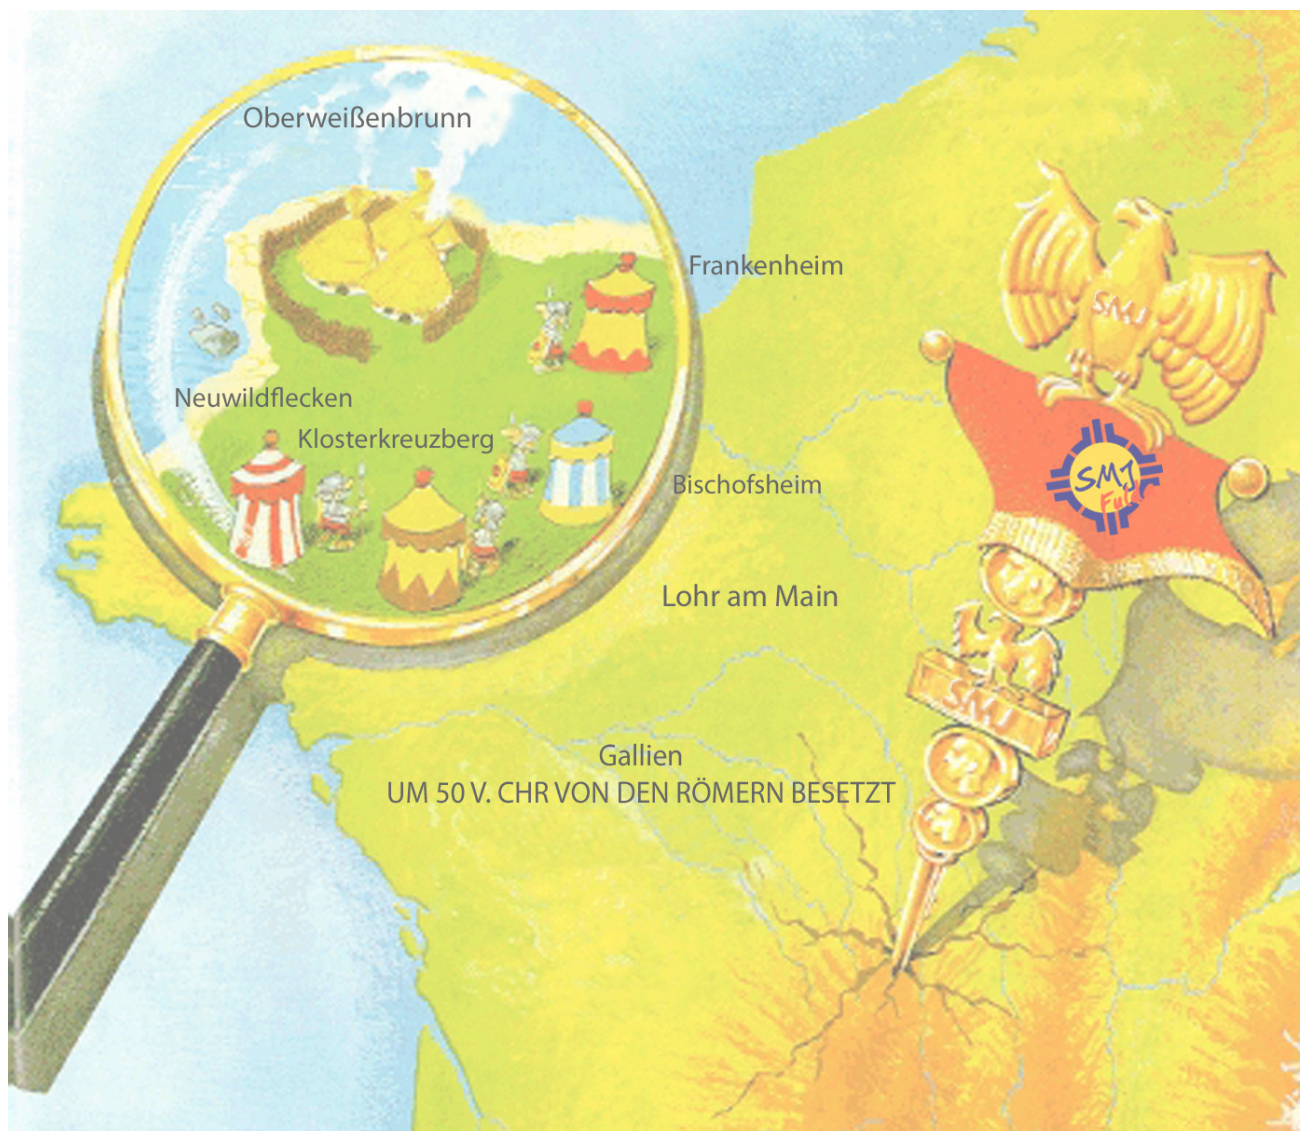 Oberweißenbrunn
Frankenheim
SMJ
Neuwildflecken
Klosterkreuzberg
SMJ
Bischofsheim
Lohr am Main
SMJ
Gallien
UM 50 V. CHR VON DEN RÖMERN BESETZT